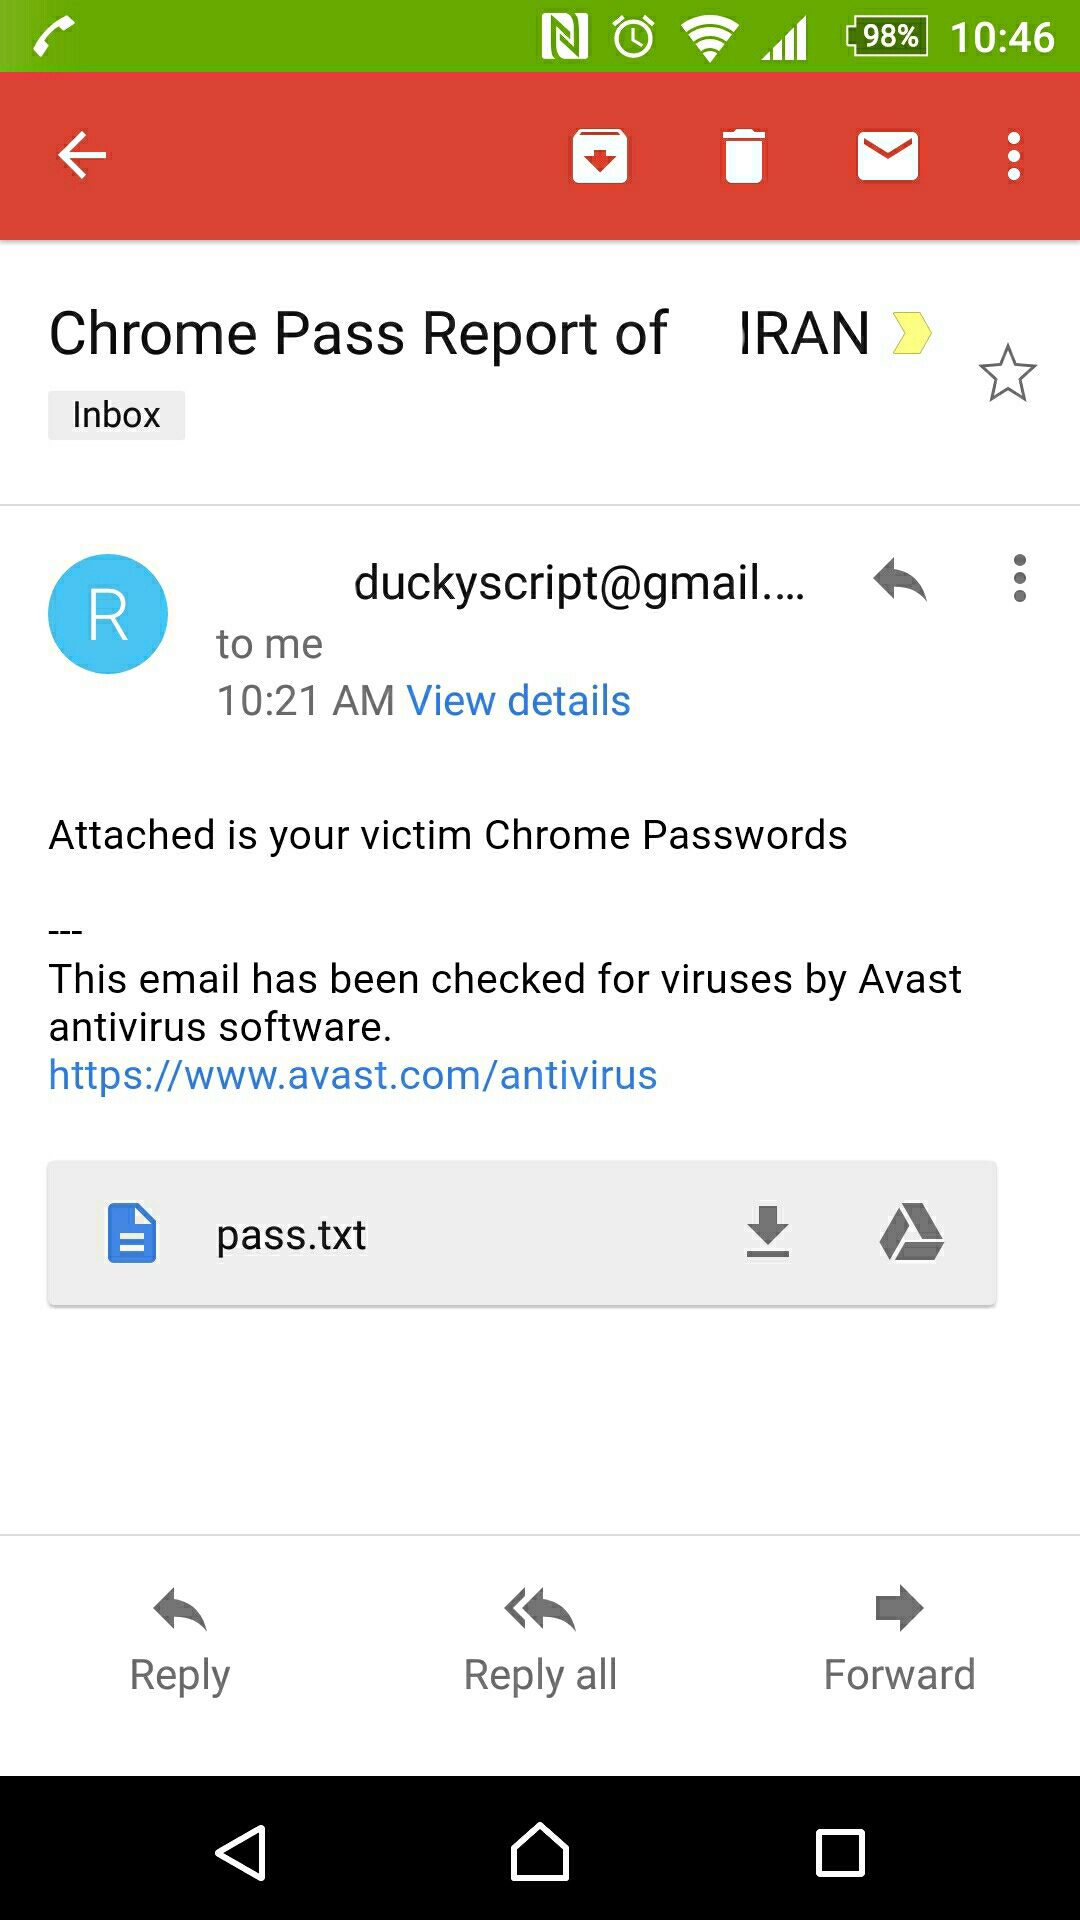 98% 10:46
Chrome Pass Report of IRAN
Inbox
R
duckyscript@gmail....
to me
10:21 AM View details
Attached is your victim Chrome Passwords
---
This email has been checked for viruses by Avast
antivirus software.
https://www.avast.com/antivirus
pass.txt
Reply Reply all Forward